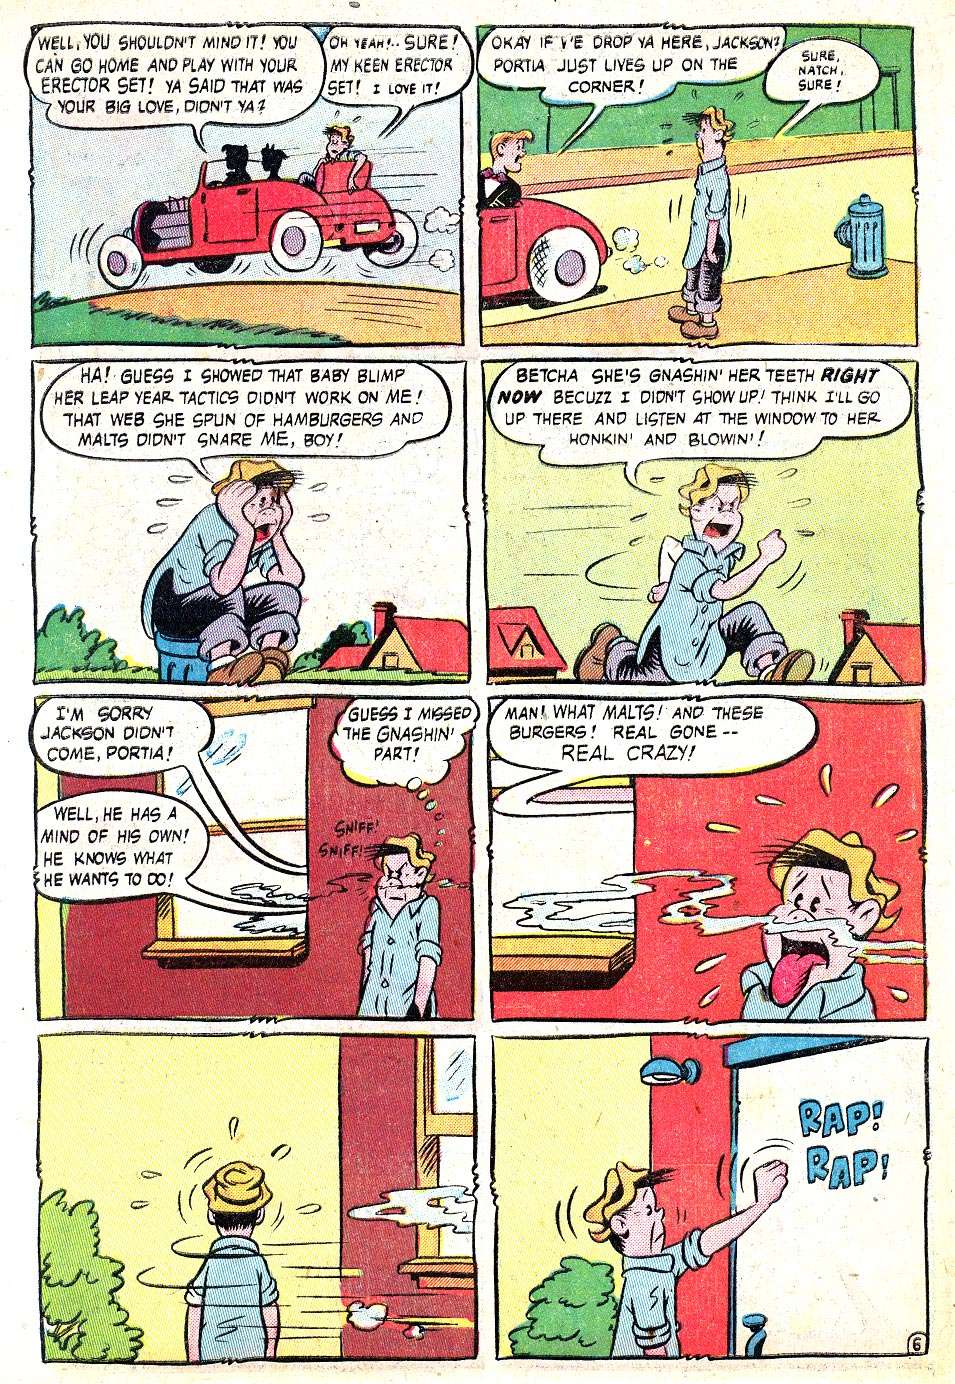 WELL, YOU SHOULDN'T MIND IT! YOU
CAN GO HOME AND PLAY WITH YOUR
ERECTOR SET! YA SAID THAT WAS
YOUR BIG LOVE, DIDN'T YA?
OH YEAH!.. SURE!
MY KEEN ERECTOR
SET! I LOVE IT!
OKAY IF WE DROP YA HERE, JACKSON?
PORTIA JUST LIVES UP ON THE
CORNER!
SURE,
NATCH,
SURE!
HA! GUESS I SHOWED THAT BABY BLIMP
HER LEAP YEAR TACTICS DIDN'T WORK ON ME!
THAT WEB SHE SPUN OF HAMBURGERS AND
MALTS DIDN'T SNARE ME, BOY!
BETCHA SHE'S GNASHIN' HER TEETH RIGHT
NOW BECUZZ I DIDN'T SHOW UP! THINK I'LL GO
UP THERE AND LISTEN AT THE WINDOW TO HER
HONKIN' AND BLOWIN'!
I'M SORRY
JACKSON DIDN'T
COME, PORTIA!
WELL, HE HAS A
MIND OF HIS OWN!
HE KNOWS WHAT
HE WANTS TO DO!
GUESS I MISSED
THE GNASHIN'
PART!
SNIFF!
SNIFF!
MAN! WHAT MALTS! AND THESE
BURGERS! REAL GONE--
REAL CRAZY!
RAP!
RAP!
6